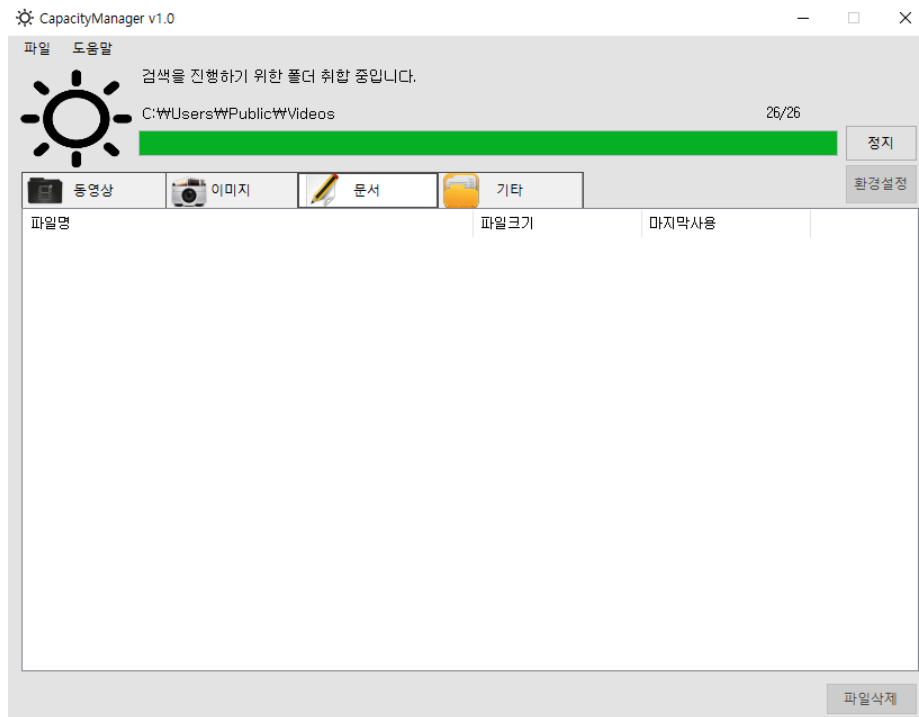 CapacityManager v1.0
파일 도움말
검색을 진행하기 위한 폴더 취합 중입니다.
C:₩Users₩Public₩Videos 26/26
정지
환경설정
동영상 이미지 문서 기타
파일명 파일크기 마지막사용
파일삭제